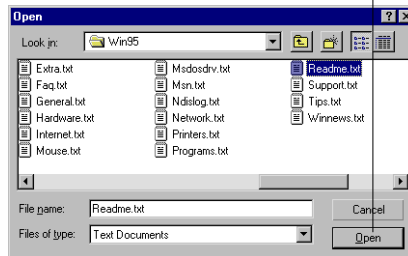 Open
Look in: Win95
Extra.txt Msdosdrv.txt Readme.txt
Faq.txt Msn.txt Support.txt
General.txt Ndislog.txt Tips.txt
Hardware.txt Network.txt Winnews.txt
Internet.txt Printers.txt
Mouse.txt Programs.txt
File name: Readme.txt Cancel
Files of type: Text Documents Open